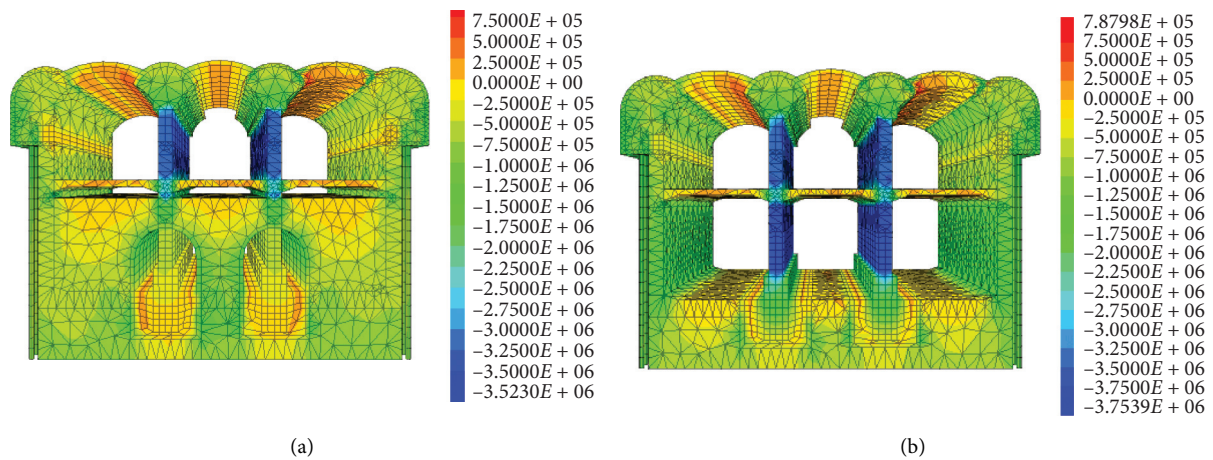 7.5000E + 05
5.0000E + 05
2.5000E + 05
0.0000E + 00
–2.5000E + 05
–5.0000E + 05
–7.5000E + 05
–1.0000E + 06
–1.2500E + 06
–1.5000E + 06
–1.7500E + 06
–2.0000E + 06
–2.2500E + 06
–2.5000E + 06
–2.7500E + 06
–3.0000E + 06
–3.2500E + 06
–3.5000E + 06
–3.5230E + 06
(a)
7.8798E + 05
7.5000E + 05
5.0000E + 05
2.5000E + 05
0.0000E + 00
–2.5000E + 05
–5.0000E + 05
–7.5000E + 05
–1.0000E + 06
–1.2500E + 06
–1.5000E + 06
–1.7500E + 06
–2.0000E + 06
–2.2500E + 06
–2.5000E + 06
–2.7500E + 06
–3.0000E + 06
–3.2500E + 06
–3.5000E + 06
–3.7500E + 06
–3.7539E + 06
(b)